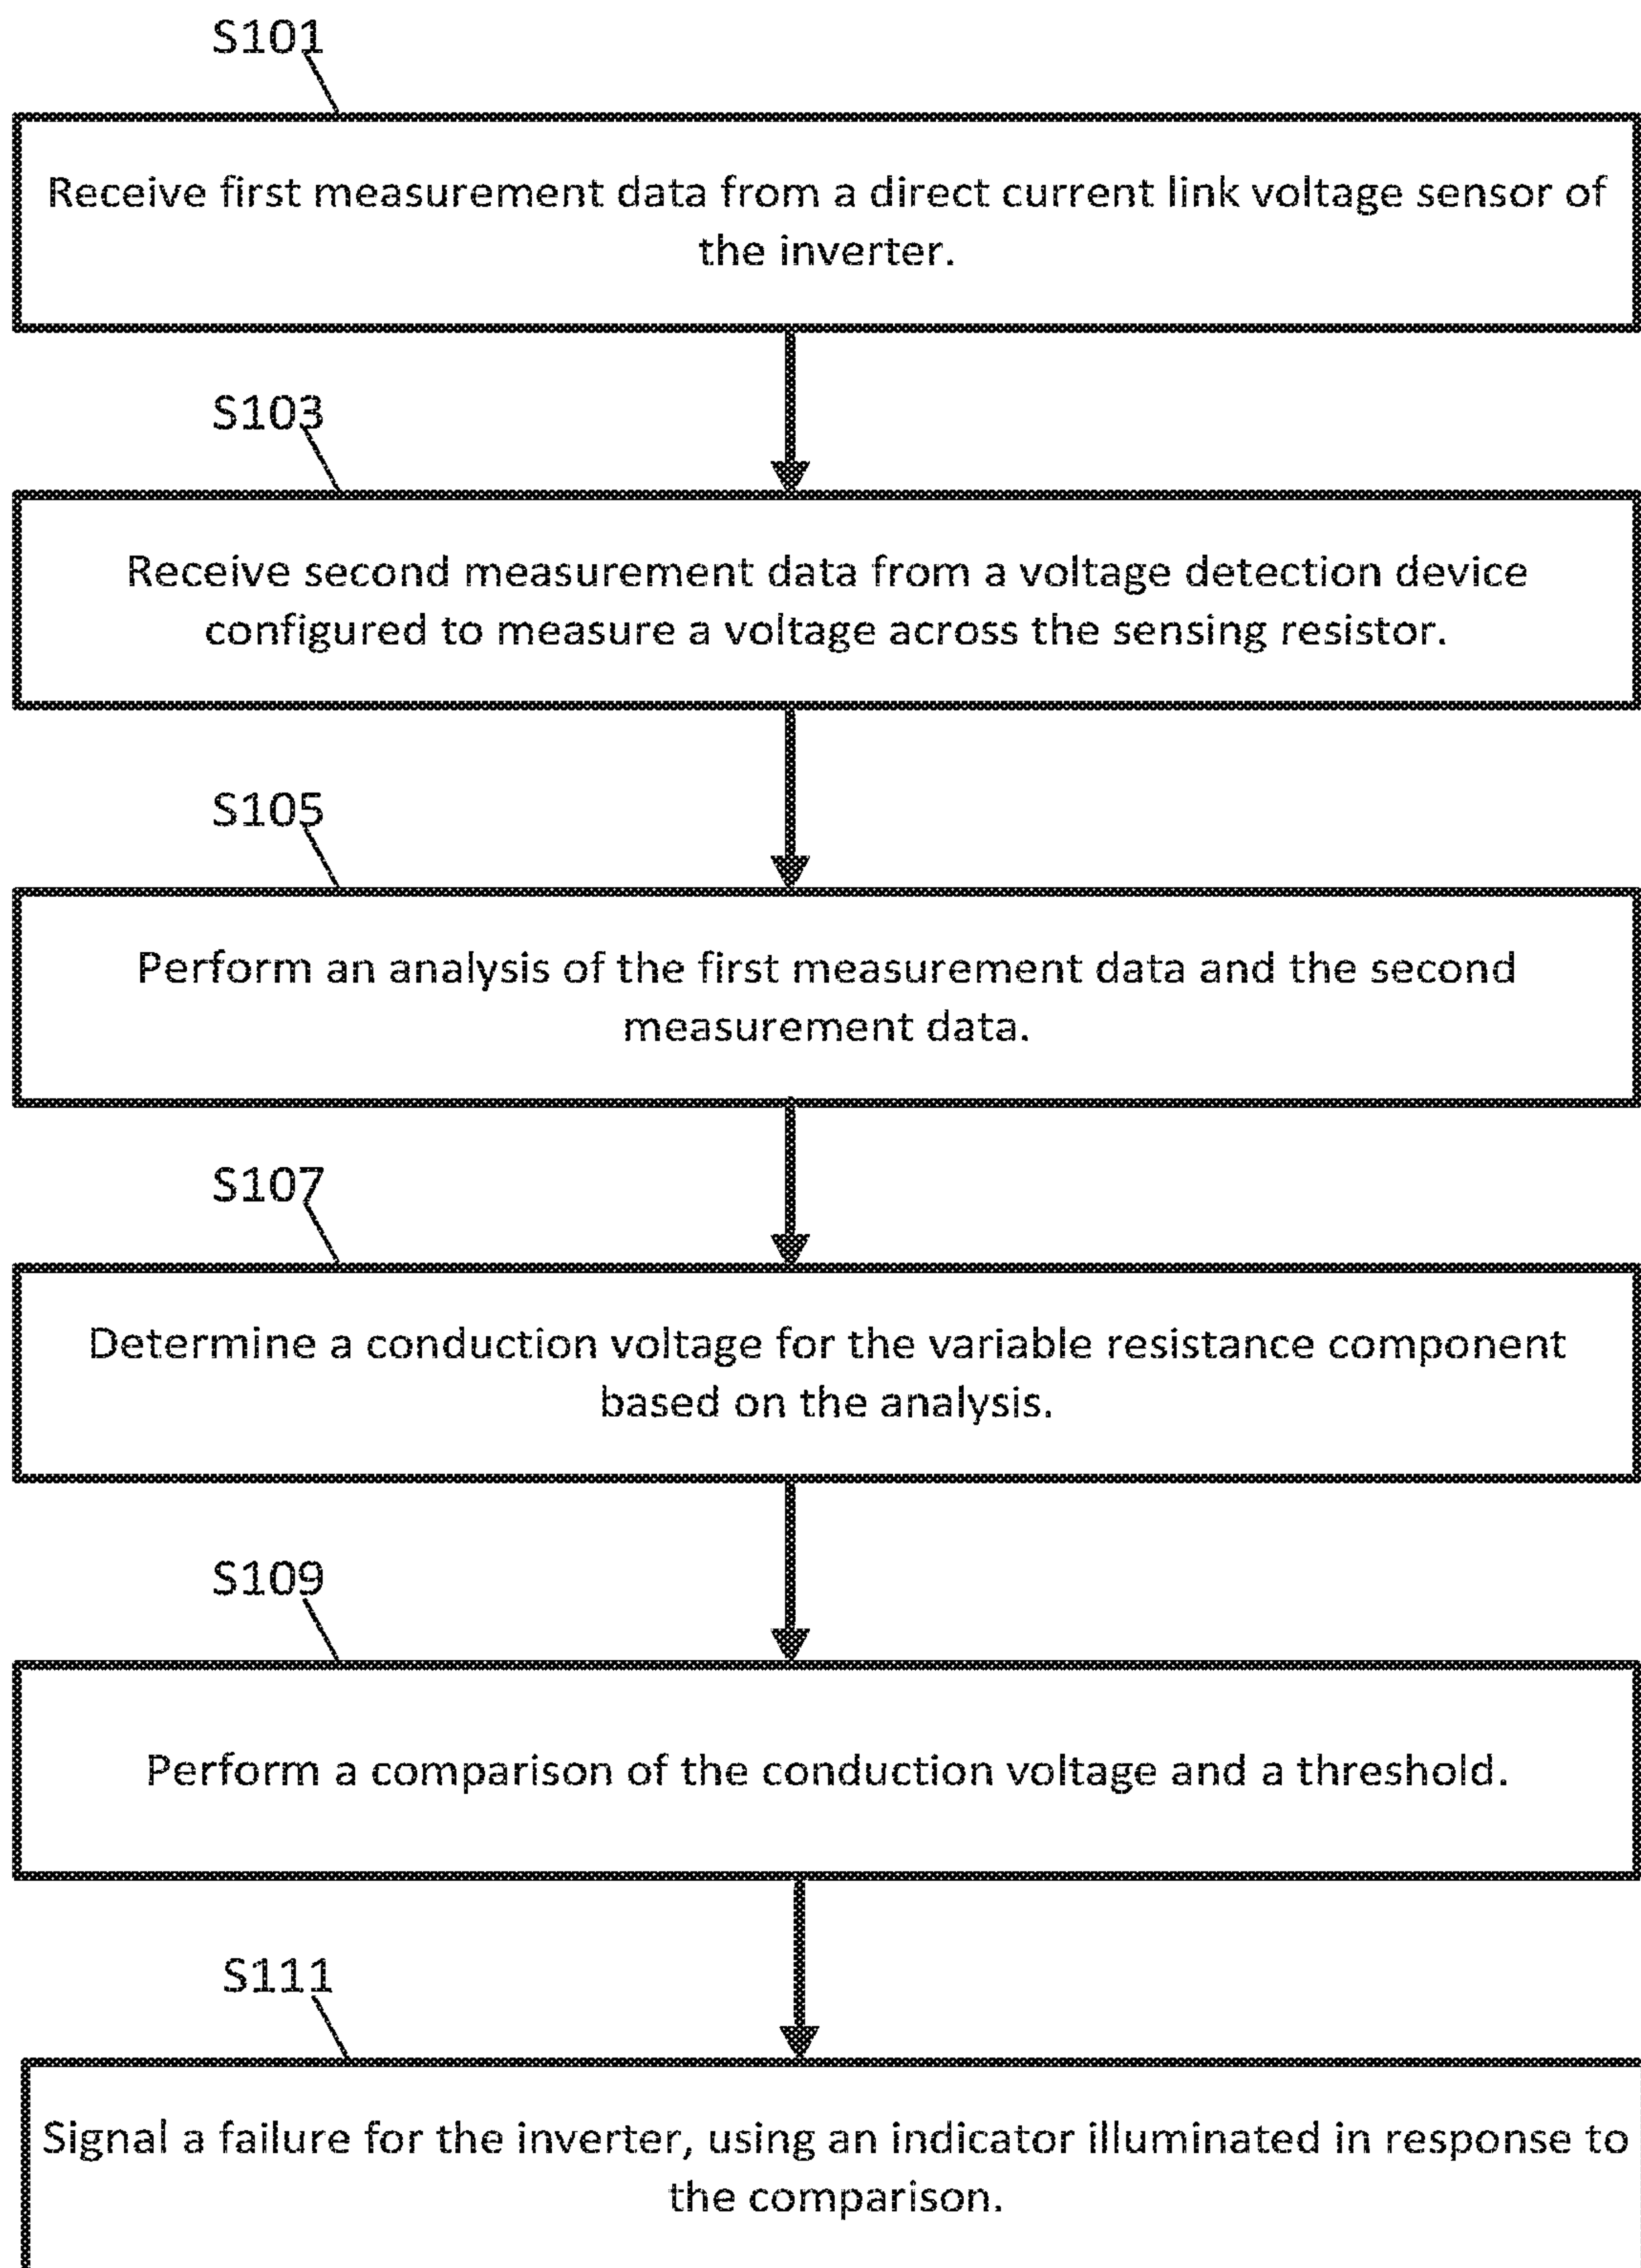 S101
Receive first measurement data from a direct current link voltage sensor of
the inverter.
S103
Receive second measurement data from a voltage detection device
configured to measure a voltage across the sensing resistor.
S105
Perform an analysis of the first measurement data and the second
measurement data.
S107
Determine a conduction voltage for the variable resistance component
based on the analysis.
S109
Perform a comparison of the conduction voltage and a threshold.
S111
Signal a failure for the inverter, using an indicator illuminated in response to
the comparison.